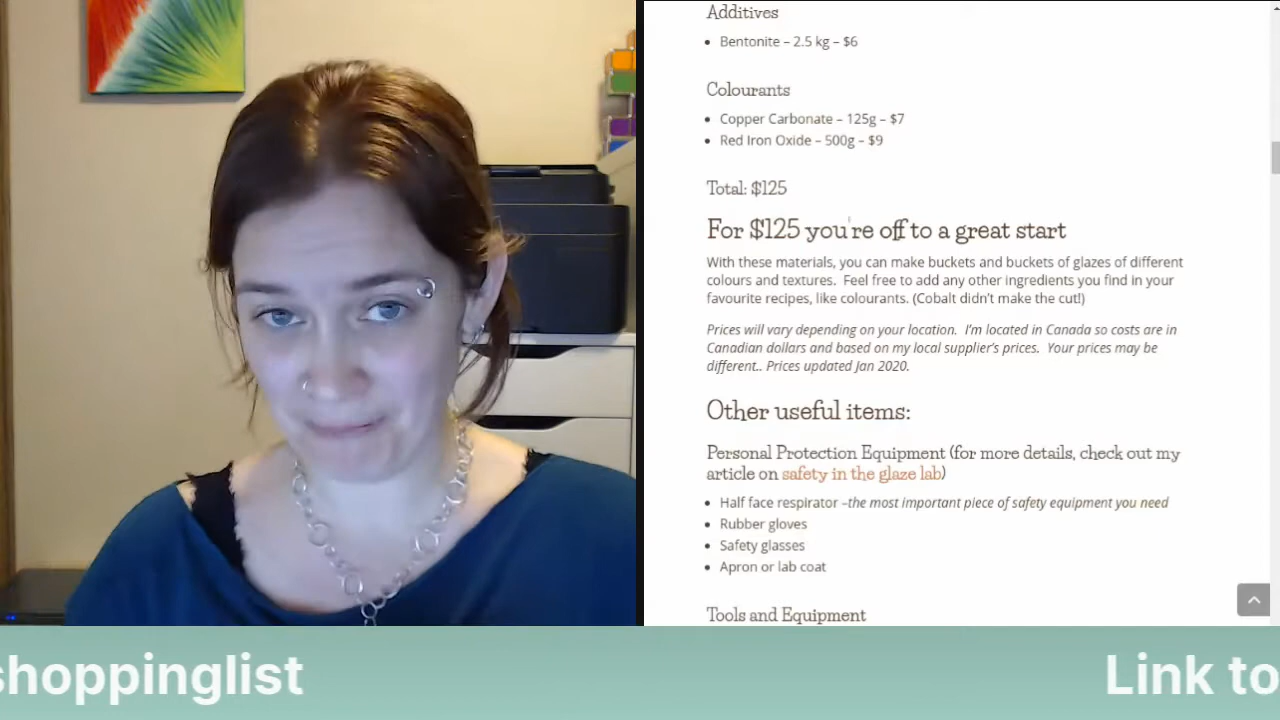 Additives
Bentonite – 2.5 kg – $6
Colourants
Copper Carbonate – 125g – $7
Red Iron Oxide – 500g – $9
Total: $125
For $125 you're off to a great start
With these materials, you can make buckets and buckets of glazes of different
colours and textures.  Feel free to add any other ingredients you find in your
favourite recipes, like colourants. (Cobalt didn't make the cut!)
Prices will vary depending on your location.  I'm located in Canada so costs are in
Canadian dollars and based on my local supplier's prices.  Your prices may be
different.. Prices updated Jan 2020.
Other useful items:
Personal Protection Equipment (for more details, check out my
article on safety in the glaze lab)
Half face respirator –the most important piece of safety equipment you need
Rubber gloves
Safety glasses
Apron or lab coat
Tools and Equipment
shoppinglist
Link to